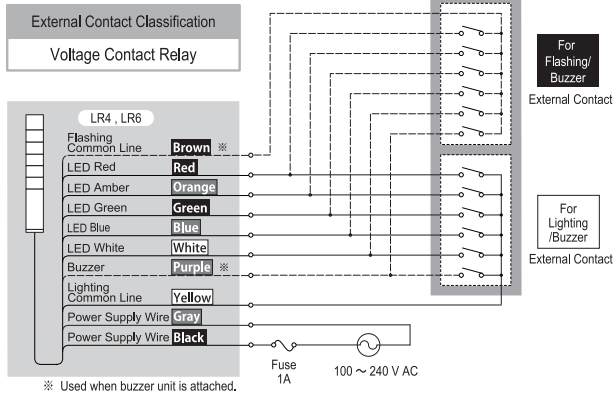 External Contact Classification
Voltage Contact Relay
LR4 , LR6
Flashing
Common Line Brown ※
LED Red Red
LED Amber Orange
LED Green Green
LED Blue Blue
LED White White
Buzzer Purple ※
Lighting
Common Line Yellow
Power Supply Wire Gray
Power Supply Wire Black
※ Used when buzzer unit is attached.
Fuse
1A
100 ～ 240 V AC
For
Flashing/
Buzzer
External Contact
For
Lighting
/Buzzer
External Contact